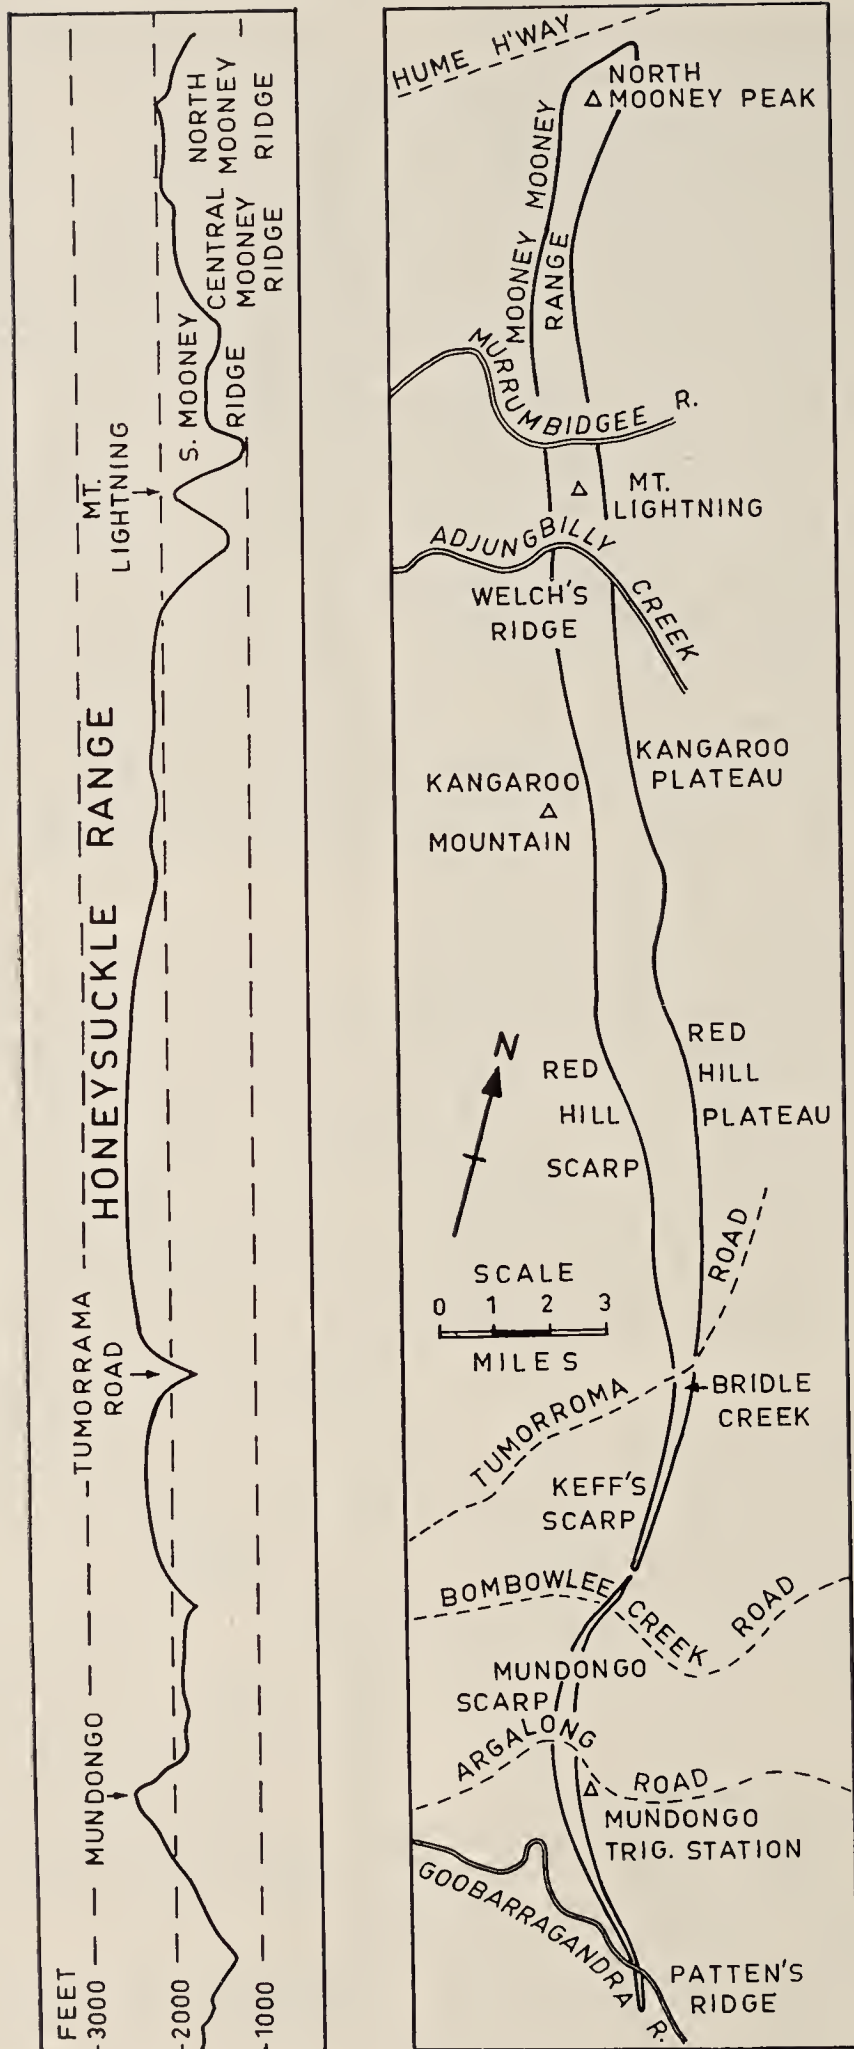 NORTH
MOONEY
RIDGE
CENTRAL
MOONEY
RIDGE
S. MOONEY
RIDGE
MT.
LIGHTNING
HONEYSUCKLE RANGE
TUMORRAMA
ROAD
MUNDONGO
FEET
3000
2000
1000
HUME H'WAY
NORTH
MOONEY PEAK
MOONEY MOONEY
RANGE
MURRUMBIDGEE R.
MT.
LIGHTNING
ADJUNGBILLY CREEK
WELCH'S
RIDGE
KANGAROO
PLATEAU
KANGAROO
MOUNTAIN
N
RED
HILL
PLATEAU
RED
HILL
SCARP
SCALE
0 1 2 3
MILES
TUMORROMA ROAD
BRIDLE
CREEK
KEFF'S
SCARP
BOMBOWLEE CREEK ROAD
MUNDONGO
SCARP
ARGALONG ROAD
MUNDONGO
TRIG. STATION
GOOBARRAGANDRA R.
PATTEN'S
RIDGE